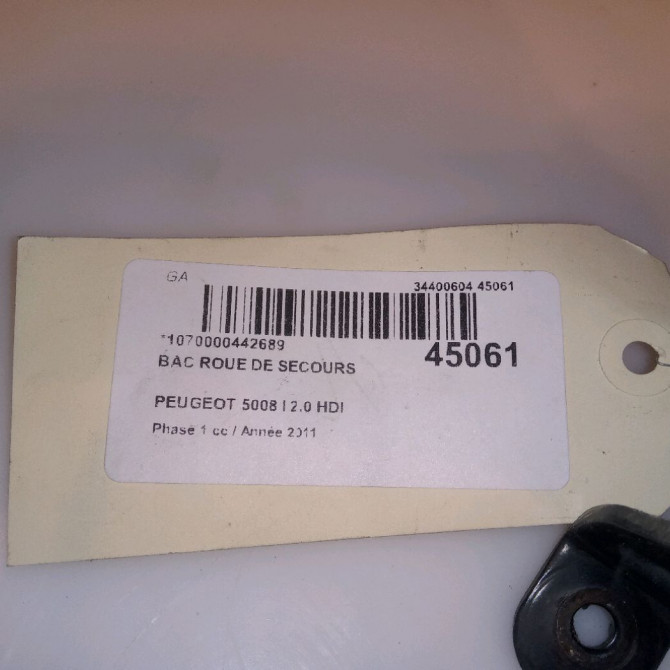 GA
34400604 45061
*1070000442689
45061
BAC ROUE DE SECOURS
PEUGEOT 5008 I 2.0 HDI
Phase 1 cc / Année 2011